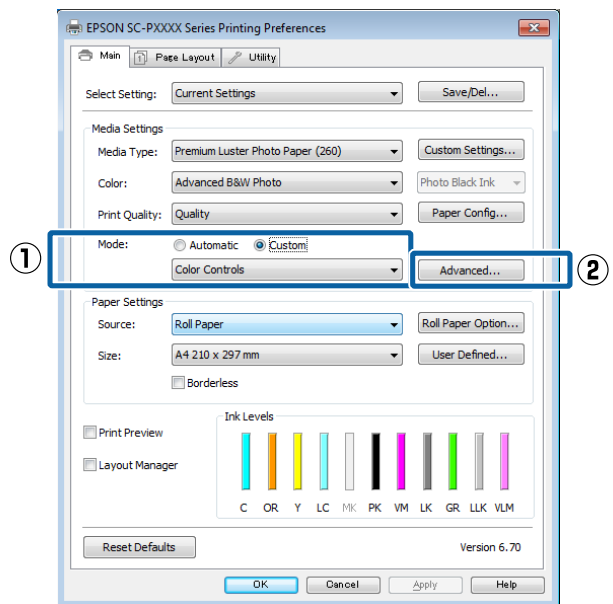 EPSON SC-PXXXX Series Printing Preferences
Main Page Layout Utility
Select Setting: Current Settings Save/Del...
Media Settings
Media Type: Premium Luster Photo Paper (260) Custom Settings...
Color: Advanced B&W Photo Photo Black Ink
Print Quality: Quality Paper Config...
Mode: Automatic Custom
1 Color Controls Advanced... 2
Paper Settings
Source: Roll Paper Roll Paper Option...
Size: A4 210 x 297 mm User Defined...
Borderless
Ink Levels
Print Preview
Layout Manager
C OR Y LC MK PK VM LK GR LLK VLM
Reset Defaults Version 6.70
OK Cancel Apply Help